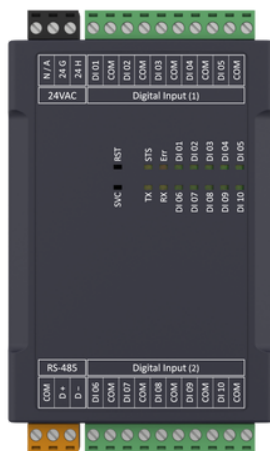 N/A 24 G 24 H DI 01 COM DI 02 COM DI 03 COM DI 04 COM DI 05 COM
24VAC Digital Input (1)
RST STS Err DI 01 DI 02 DI 03 DI 04 DI 05
SVC TX RX DI 06 DI 07 DI 08 DI 09 DI 10
RS-485 Digital Input (2)
COM D+ D- DI 06 COM DI 07 COM DI 08 COM DI 09 COM DI 10 COM